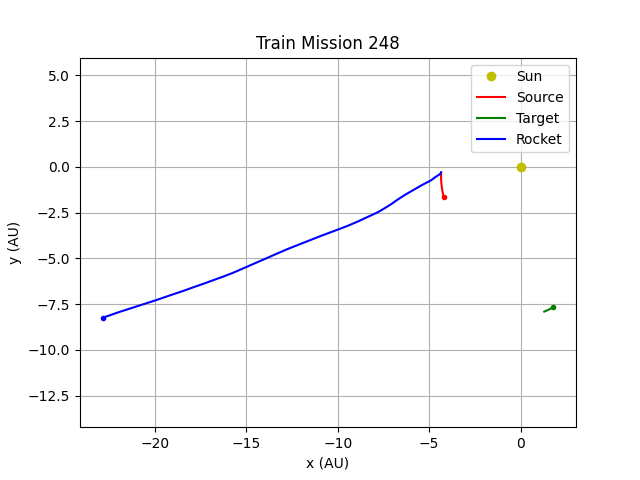 Train Mission 248
Sun
Source
Target
Rocket
5.0
2.5
0.0
−2.5
−5.0
−7.5
−10.0
−12.5
y (AU)
−20
−15
−10
−5
0
x (AU)